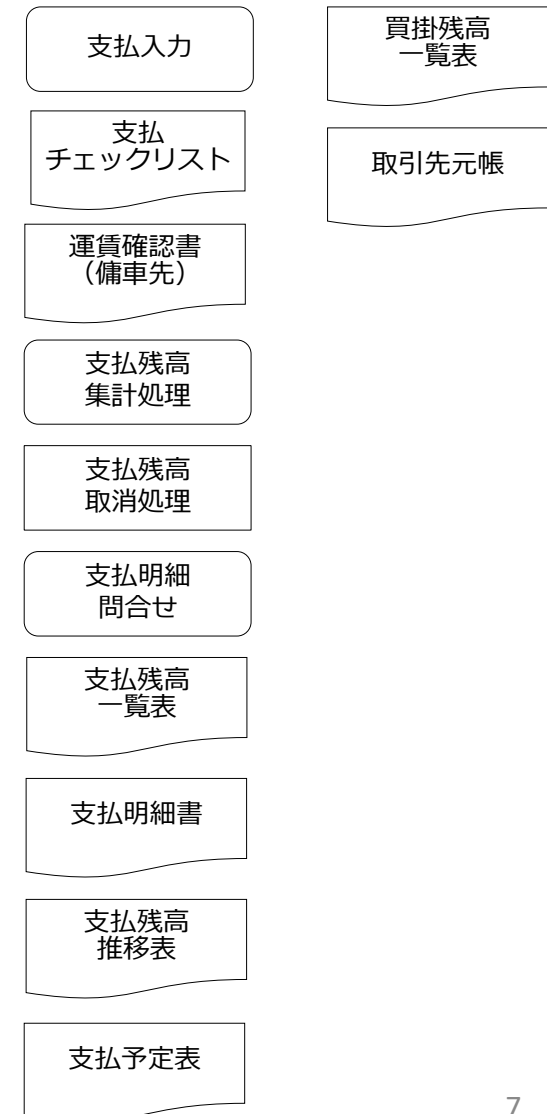 支払入力
支払
チェックリスト
運賃確認書
（傭車先）
支払残高
集計処理
支払残高
取消処理
支払明細
問合せ
支払残高
一覧表
支払明細書
支払残高
推移表
支払予定表
買掛残高
一覧表
取引先元帳
7